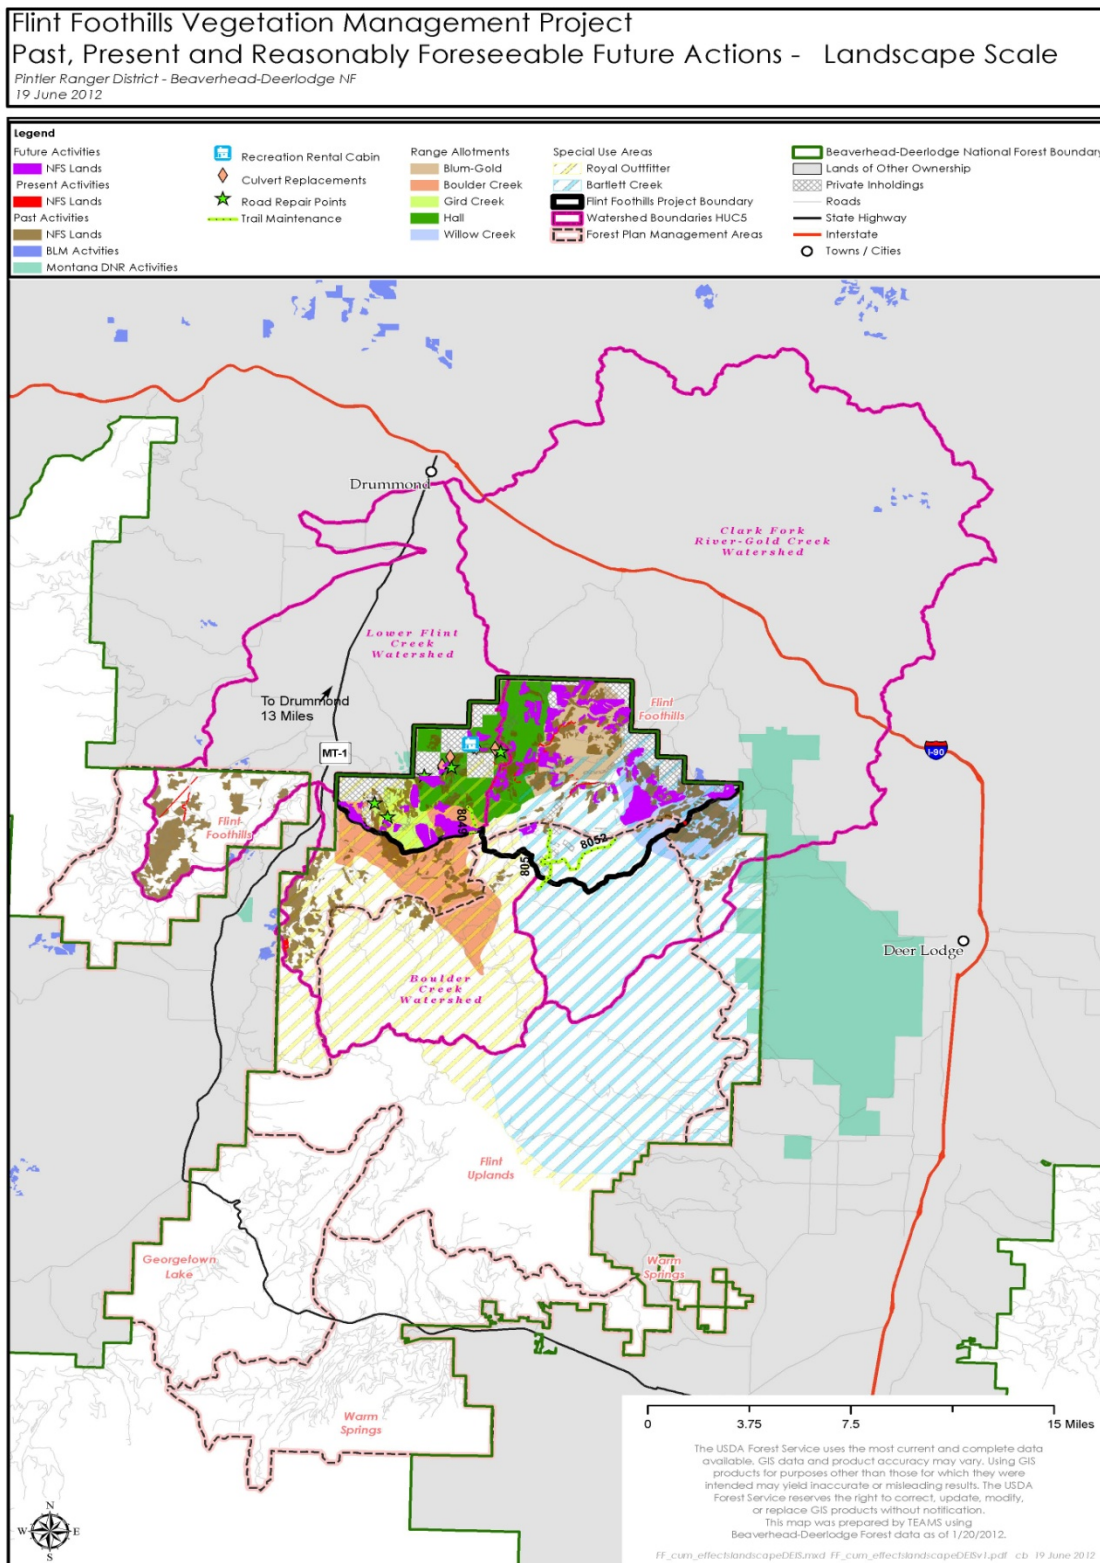 Flint Foothills Vegetation Management Project
Past, Present and Reasonably Foreseeable Future Actions - Landscape Scale
Pintler Ranger District - Beaverhead-Deerlodge NF
19 June 2012
Legend
Future Activities
NFS Lands
Present Activities
NFS Lands
Past Activities
NFS Lands
BLM Actvities
Montana DNR Activities
Recreation Rental Cabin
Culvert Replacements
Road Repair Points
Trail Maintenance
Range Allotments
Blum-Gold
Boulder Creek
Gird Creek
Hall
Willow Creek
Special Use Areas
Royal Outtfitter
Bartlett Creek
Flint Foothills Project Boundary
Watershed Boundaries HUC5
Forest Plan Management Areas
Beaverhead-Deerlodge National Forest Boundary
Lands of Other Ownership
Private Inholdings
Roads
State Highway
Interstate
Towns / Cities
Drummond
Clark Fork
River-Gold Creek
Watershed
Lower Flint
Creek
Watershed
To Drummond
13 Miles
Flint
Foothills
MT-1
I-90
Flint
Foothills
8052
Deer Lodge
Boulder
Creek
Watershed
Flint
Uplands
Georgetown
Lake
Warm
Springs
Warm
Springs
0 3.75 7.5 15 Miles
The USDA Forest Service uses the most current and complete data
available. GIS data and product accuracy may vary. Using GIS
products for purposes other than those for which they were
intended may yield inaccurate or misleading results. The USDA
Forest Service reserves the right to correct, update, modify,
or replace GIS products without notification.
This map was prepared by TEAMS using
Beaverhead-Deerlodge Forest data as of 1/20/2012.
FF_cum_effectslandscapeDEIS.mxd FF_cum_effectslandscapeDEISv1.pdf cb 19 June 2012
N
W E
S